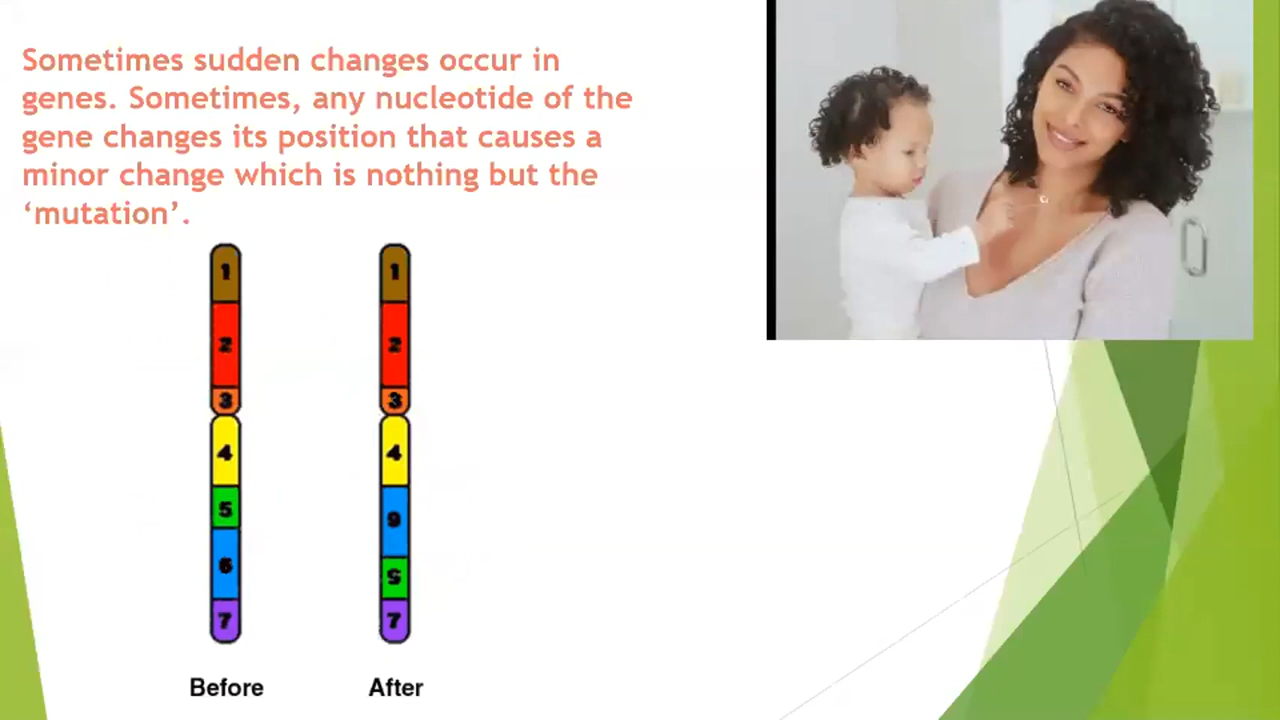 Sometimes sudden changes occur in
genes. Sometimes, any nucleotide of the
gene changes its position that causes a
minor change which is nothing but the
‘mutation’.
1 1
2 2
3 3
4 4
5 9
6 5
7 7
Before After